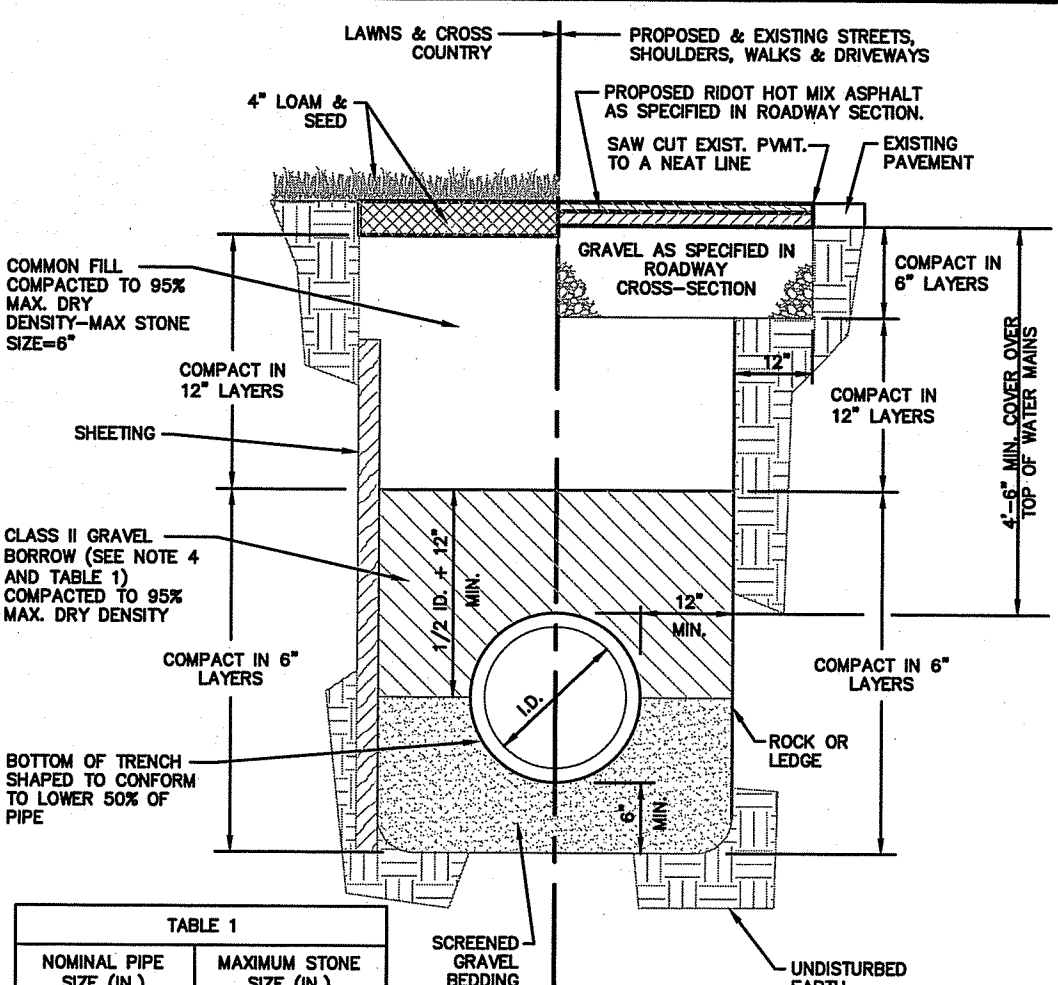 LAWNS & CROSS
COUNTRY
PROPOSED & EXISTING STREETS,
SHOULDERS, WALKS & DRIVEWAYS
4" LOAM &
SEED
PROPOSED RIDOT HOT MIX ASPHALT
AS SPECIFIED IN ROADWAY SECTION.
SAW CUT EXIST. PVMT.
TO A NEAT LINE
EXISTING
PAVEMENT
GRAVEL AS SPECIFIED IN
ROADWAY
CROSS-SECTION
COMPACT IN
6" LAYERS
COMMON FILL
COMPACTED TO 95%
MAX. DRY
DENSITY-MAX STONE
SIZE=6"
COMPACT IN
12" LAYERS
12"
COMPACT IN
12" LAYERS
4'-6" MIN. COVER OVER
TOP OF WATER MAINS
SHEETING
CLASS II GRAVEL
BORROW (SEE NOTE 4
AND TABLE 1)
COMPACTED TO 95%
MAX. DRY DENSITY
1/2 ID. + 12"
MIN.
12"
MIN.
COMPACT IN 6"
LAYERS
COMPACT IN 6"
LAYERS
I.D.
ROCK OR
LEDGE
BOTTOM OF TRENCH
SHAPED TO CONFORM
TO LOWER 50% OF
PIPE
6"
MIN.
TABLE 1
NOMINAL PIPE
SIZE (IN.)
MAXIMUM STONE
SIZE (IN.)
SCREENED
GRAVEL
BEDDING
UNDISTURBED
EARTH